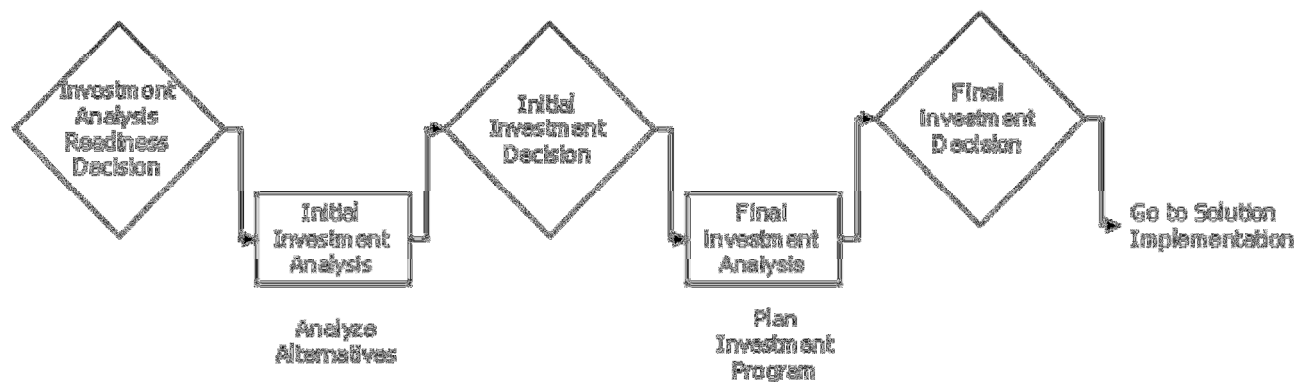 Investment
Analysis
Readiness
Decision
Initial
Investment
Analysis
Analyze
Alternatives
Initial
Investment
Decision
Final
Investment
Analysis
Plan
Investment
Program
Final
Investment
Decision
Go to Solution
Implementation